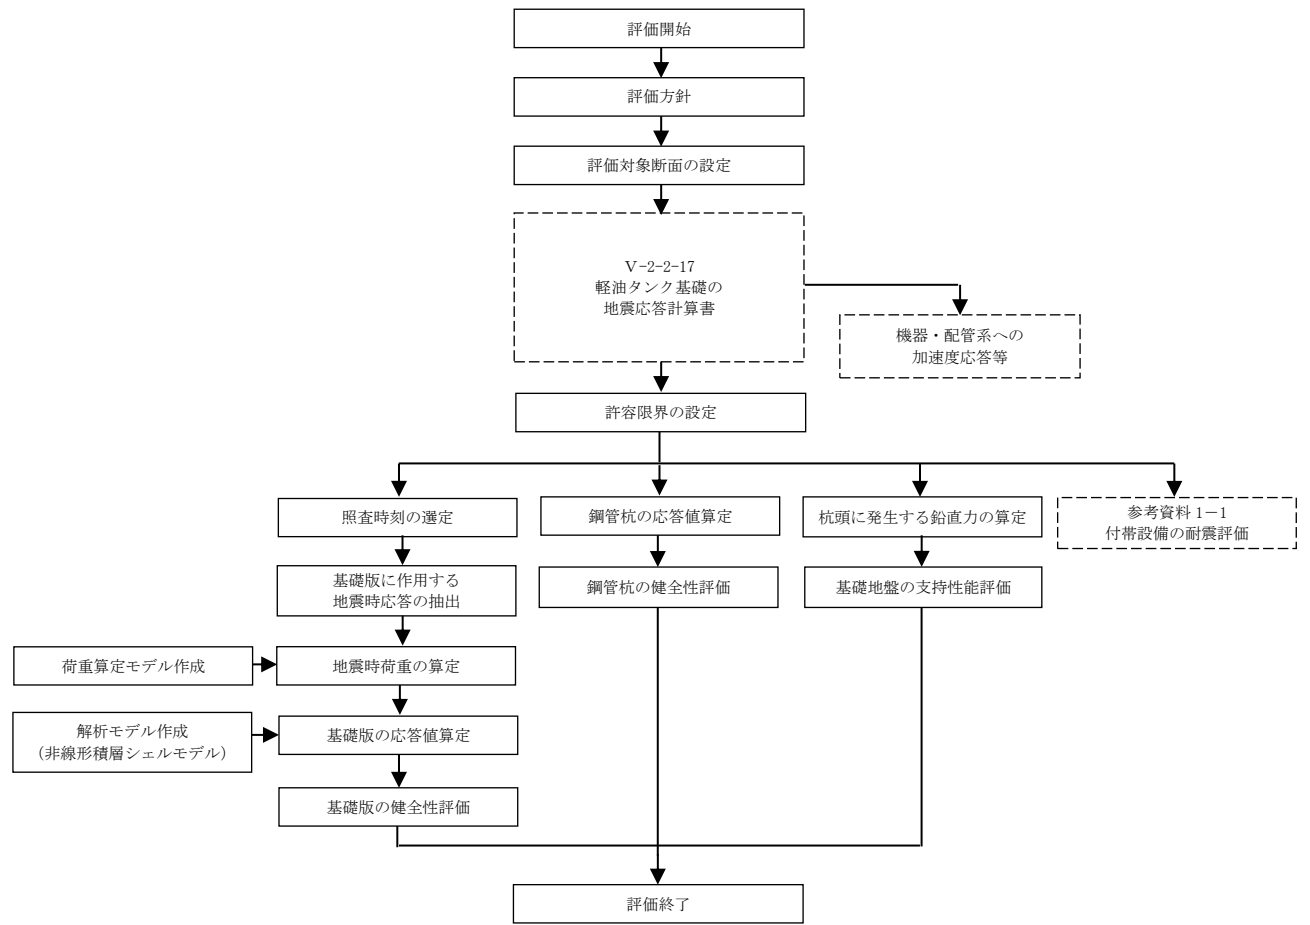 評価開始
評価方針
評価対象断面の設定
Ⅴ-2-2-17
軽油タンク基礎の
地震応答計算書
機器・配管系への
加速度応答等
許容限界の設定
照査時刻の選定
鋼管杭の応答値算定
杭頭に発生する鉛直力の算定
参考資料 1－1
付帯設備の耐震評価
基礎版に作用する
地震時応答の抽出
鋼管杭の健全性評価
基礎地盤の支持性能評価
荷重算定モデル作成
地震時荷重の算定
解析モデル作成
（非線形積層シェルモデル）
基礎版の応答値算定
基礎版の健全性評価
評価終了